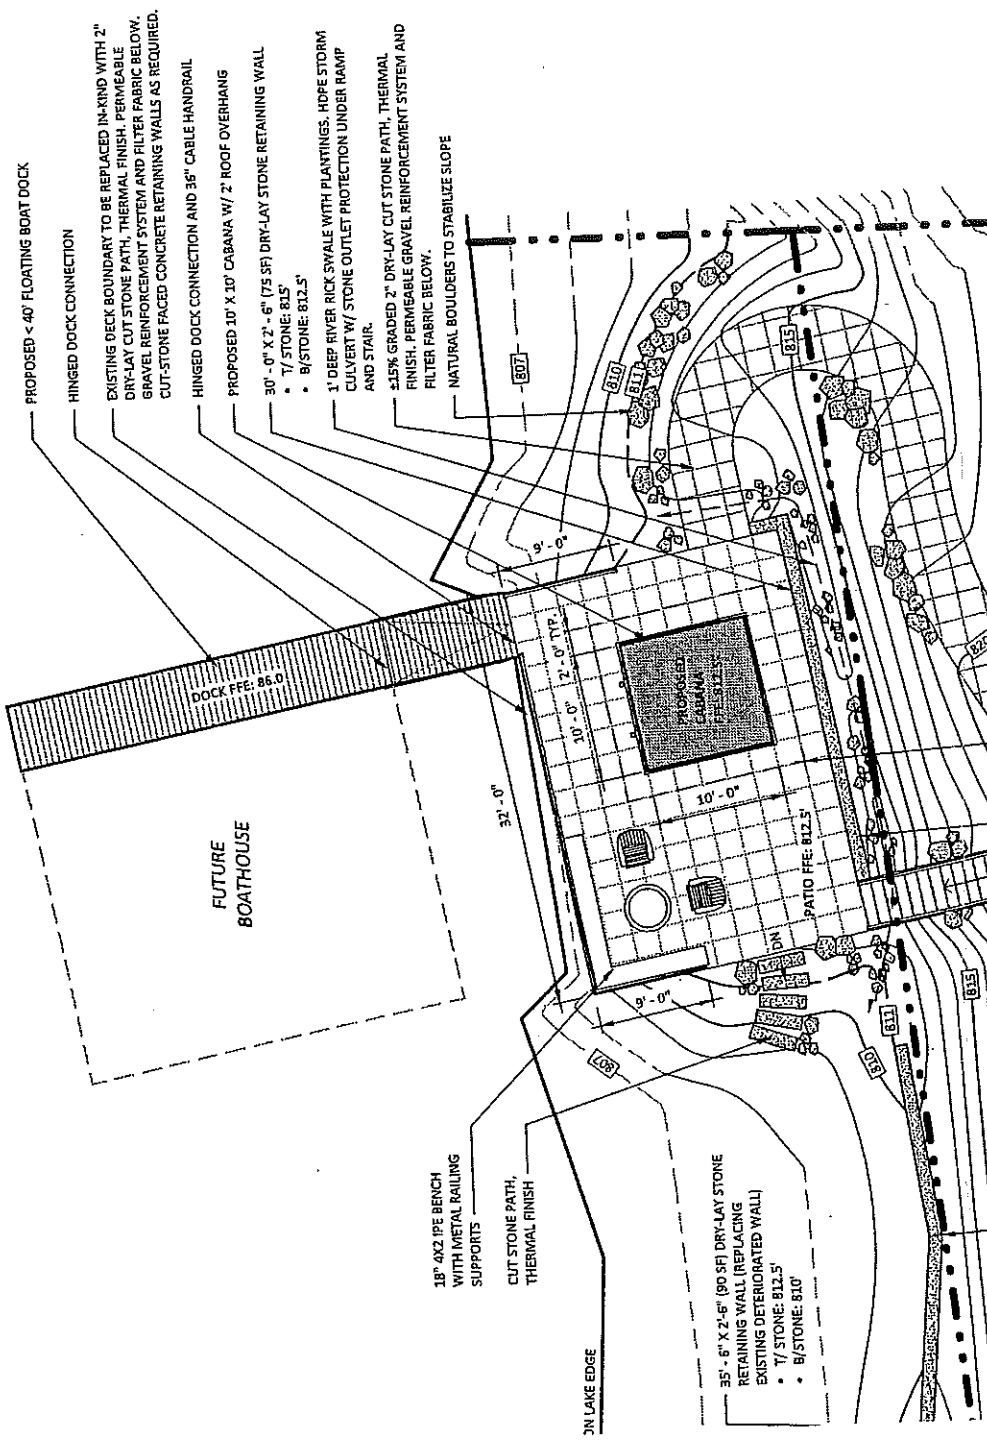 PROPOSED < 40' FLOATING BOAT DOCK
HINGED DOCK CONNECTION
EXISTING DECK BOUNDARY TO BE REPLACED IN-KIND WITH 2"
DRY-LAY CUT STONE PATH, THERMAL FINISH. PERMEABLE
GRAVEL REINFORCEMENT SYSTEM AND FILTER FABRIC BELOW.
CUT-STONE FACED CONCRETE RETAINING WALLS AS REQUIRED.
HINGED DOCK CONNECTION AND 36" CABLE HANDRAIL
PROPOSED 10' X 10' CABANA W/ 2' ROOF OVERHANG
30' - 0" X 2' - 6" (75 SF) DRY-LAY STONE RETAINING WALL
• T/ STONE: 815'
• B/STONE: 812.5'
1' DEEP RIVER RICK SWALE WITH PLANTINGS. HDPE STORM
CULVERT W/ STONE OUTLET PROTECTION UNDER RAMP
AND STAIR.
±15% GRADED 2" DRY-LAY CUT STONE PATH, THERMAL
FINISH. PERMEABLE GRAVEL REINFORCEMENT SYSTEM AND
FILTER FABRIC BELOW.
NATURAL BOULDERS TO STABILIZE SLOPE
807
810
811
815
820
DOCK FFE: 86.0
9' - 0"
2' - 0" TYP.
10' - 0"
32' - 0"
PROPOSED
CABANA
FFE: 812.5'
10' - 0"
PATIO FFE: 812.5'
FUTURE
BOATHOUSE
DN
9' - 0"
807
810
811
815
18" 4X2 IPE BENCH
WITH METAL RAILING
SUPPORTS
CUT STONE PATH,
THERMAL FINISH
35' - 6" X 2'-6" (90 SF) DRY-LAY STONE
RETAINING WALL (REPLACING
EXISTING DETERIORATED WALL)
• T/ STONE: 812.5'
• B/STONE: 810'
ON LAKE EDGE